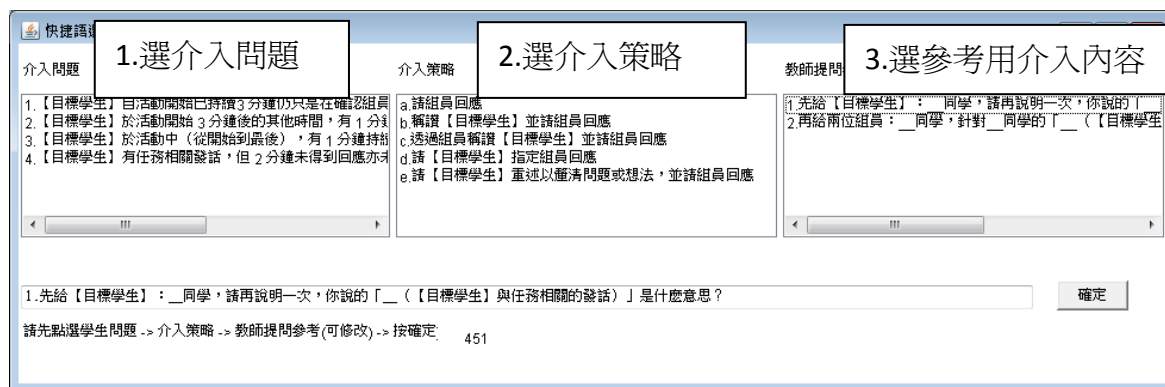 快捷語
1.選介入問題
2.選介入策略
3.選參考用介入內容
介入問題
介入策略
教師提問
1.【目標學生】自活動開始已持續3分鐘仍只是在確認組員
2.【目標學生】於活動開始 3 分鐘後的其他時間，有 1 分
3.【目標學生】於活動中（從開始到最後），有 1 分鐘持
4.【目標學生】有任務相關發話，但 2 分鐘未得到回應亦
a.請組員回應
b.稱讚【目標學生】並請組員回應
c.透過組員稱讚【目標學生】並請組員回應
d.請【目標學生】指定組員回應
e.請【目標學生】重述以釐清問題或想法，並請組員回應
1.先給【目標學生】：__同學，請再說明一次，你說的「__
2.再給兩位組員：__同學，針對__同學的「__（【目標學生
1.先給【目標學生】：__同學，請再說明一次，你說的「__（【目標學生】與任務相關的發話）」是什麼意思？
確定
請先點選學生問題 -> 介入策略 -> 教師提問參考(可修改) -> 按確定
451